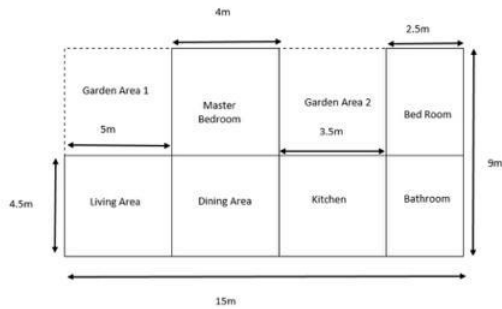 4m
2.5m
Garden Area 1
Master
Bedroom
Garden Area 2
Bed Room
5m
3.5m
9m
4.5m
Living Area
Dining Area
Kitchen
Bathroom
15m